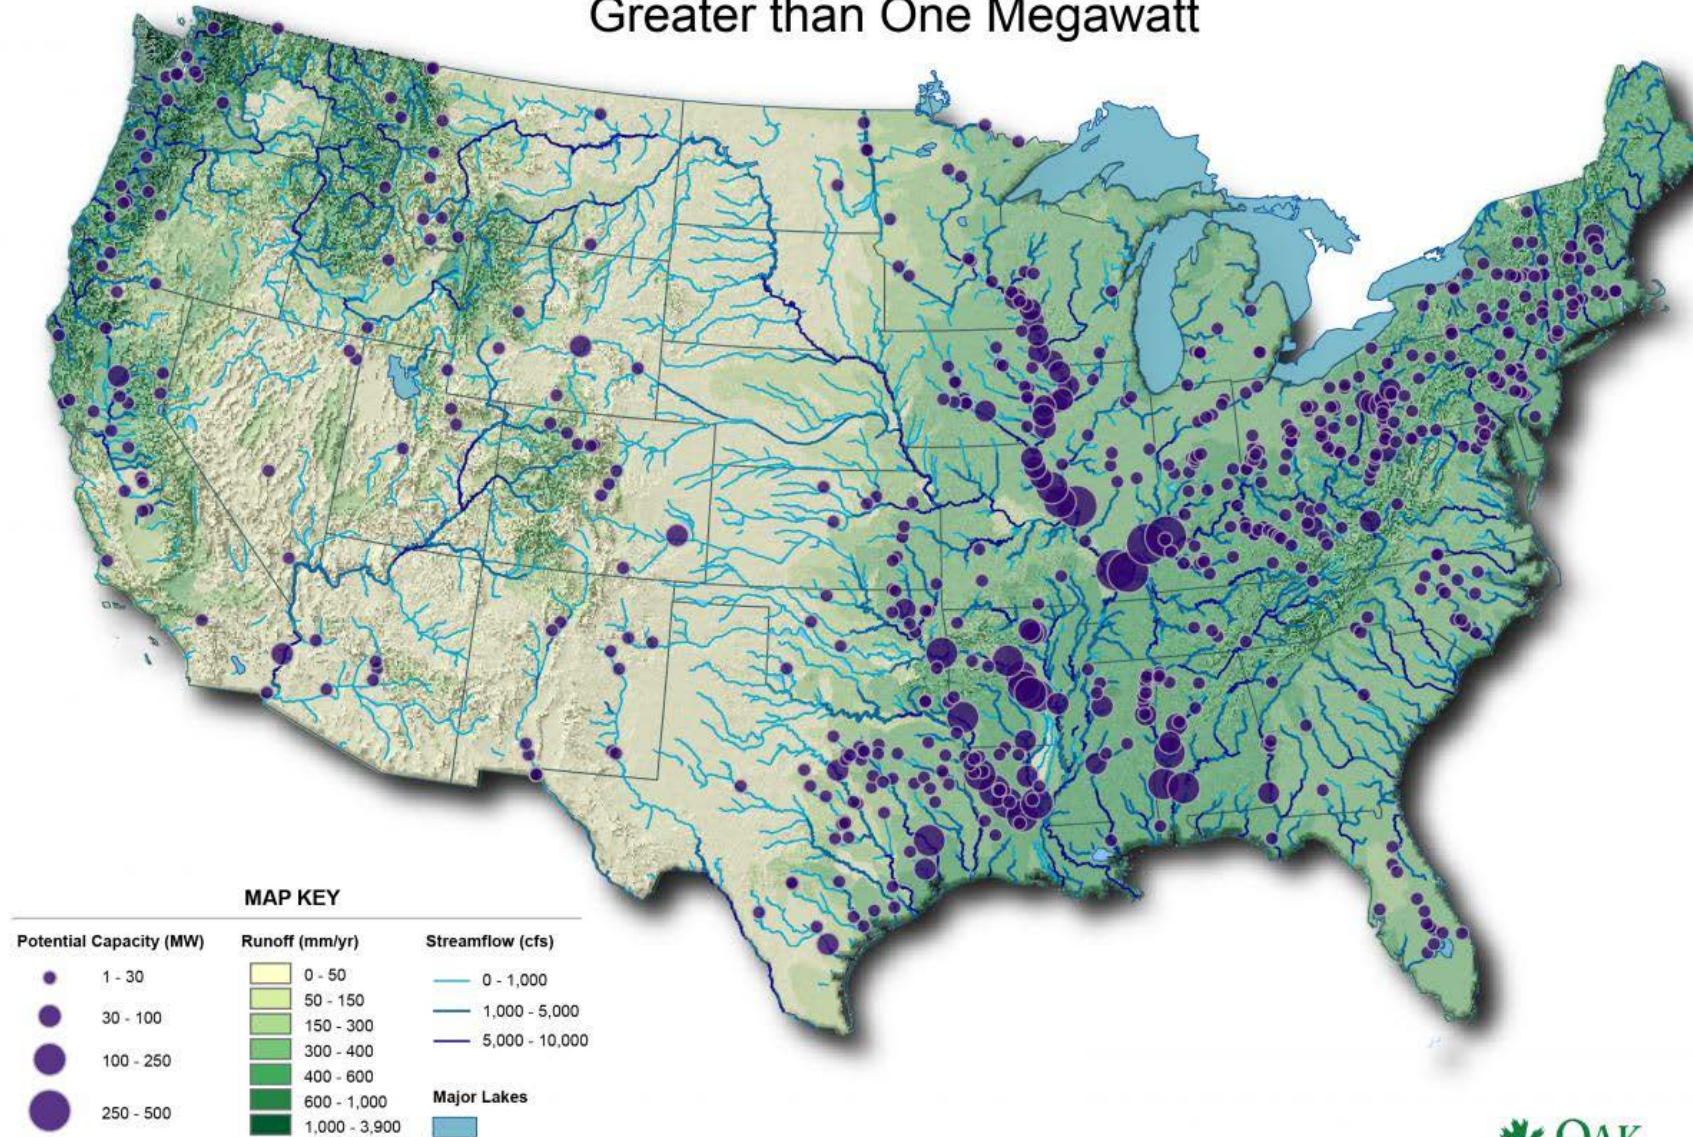 Greater than One Megawatt
MAP KEY
Potential Capacity (MW)
1 - 30
30 - 100
100 - 250
250 - 500
Runoff (mm/yr)
0 - 50
50 - 150
150 - 300
300 - 400
400 - 600
600 - 1,000
1,000 - 3,900
Streamflow (cfs)
0 - 1,000
1,000 - 5,000
5,000 - 10,000
Major Lakes
OAK